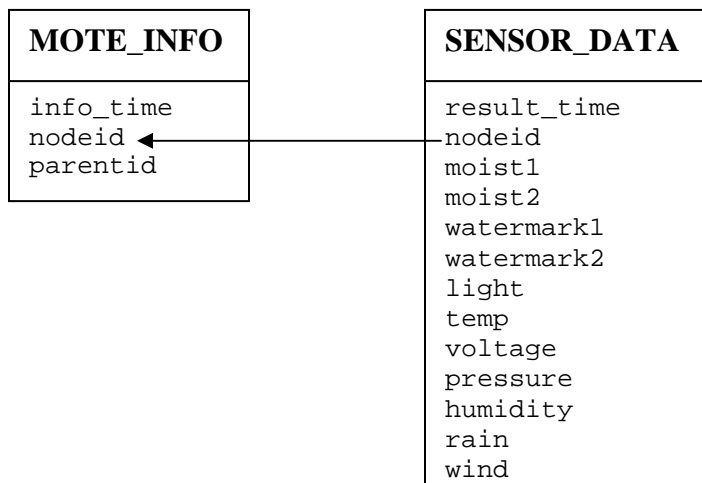 MOTE_INFO
info_time
nodeid
parentid
SENSOR_DATA
result_time
nodeid
moist1
moist2
watermark1
watermark2
light
temp
voltage
pressure
humidity
rain
wind